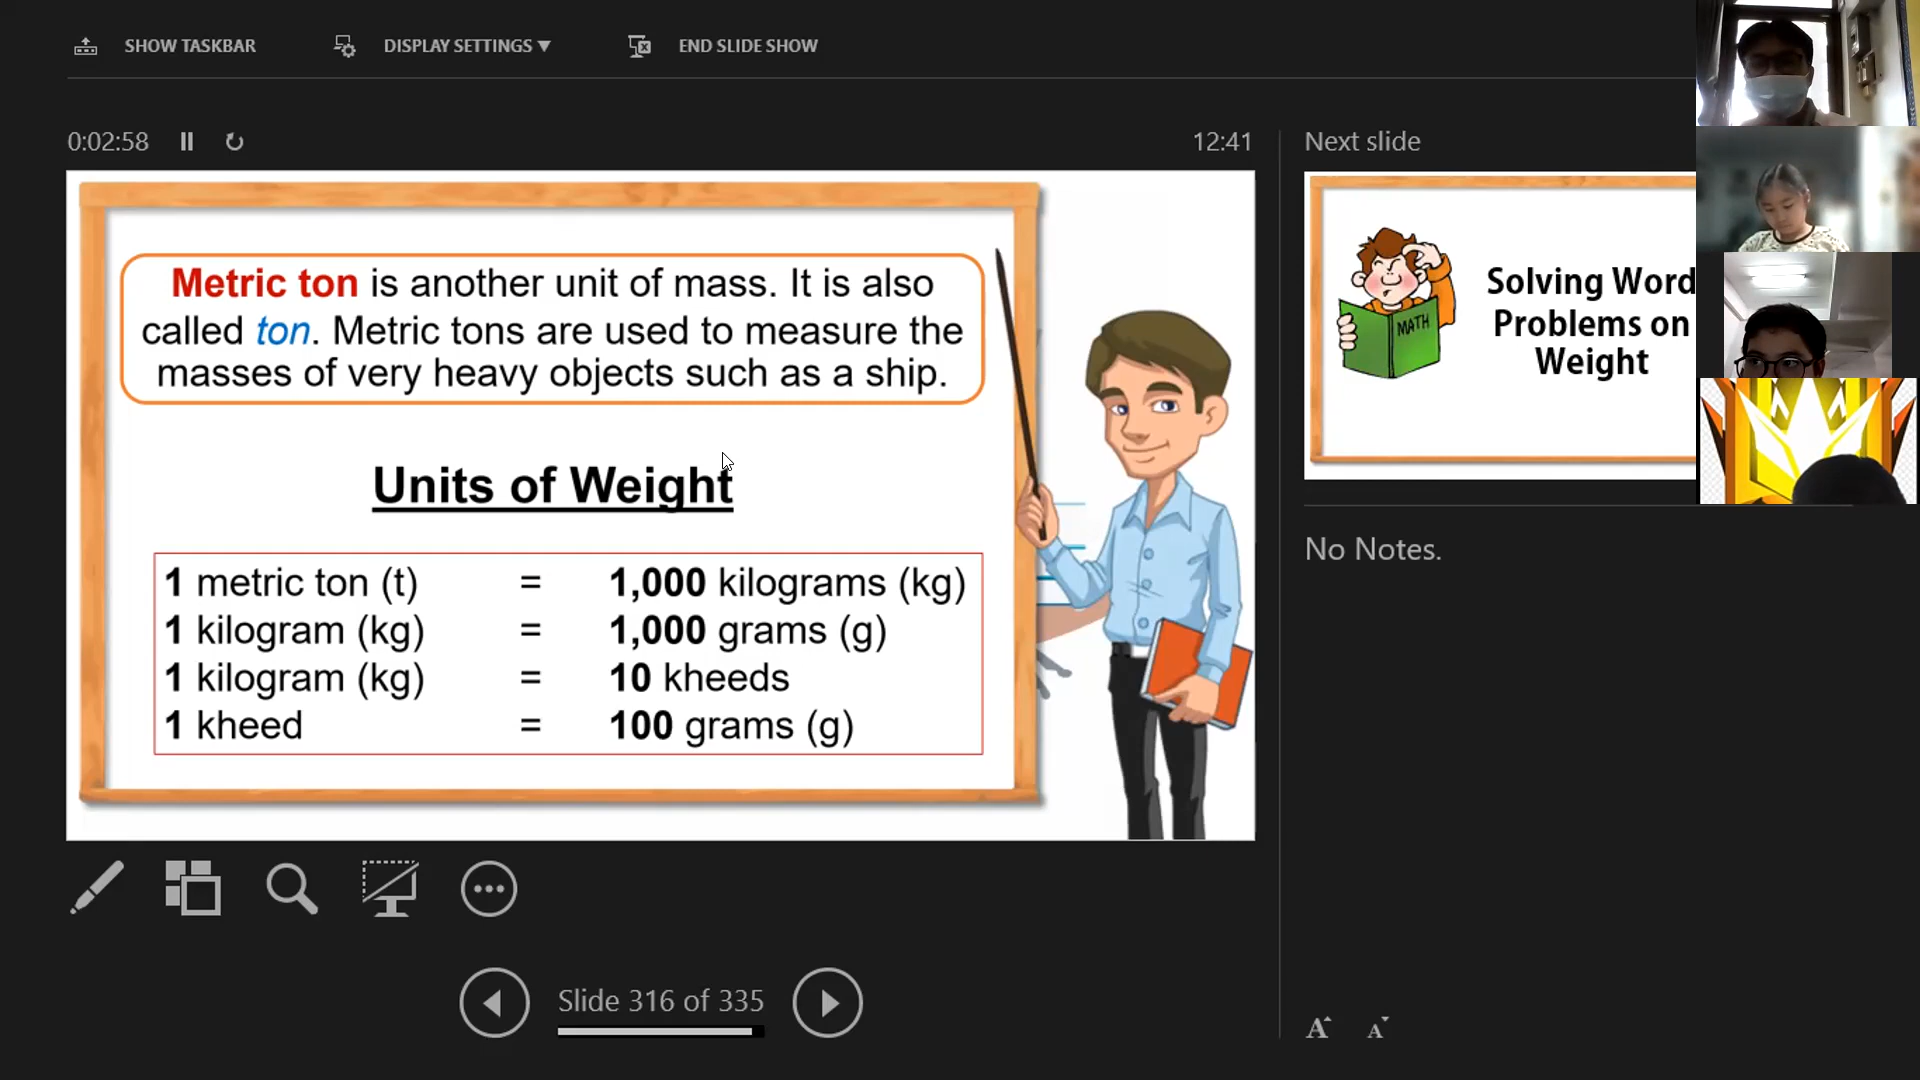 SHOW TASKBAR
DISPLAY SETTINGS ▼
END SLIDE SHOW
0:02:58
12:41
Next slide
Metric ton is another unit of mass. It is also
called ton. Metric tons are used to measure the
masses of very heavy objects such as a ship.
Units of Weight
1 metric ton (t) = 1,000 kilograms (kg)
1 kilogram (kg) = 1,000 grams (g)
1 kilogram (kg) = 10 kheeds
1 kheed = 100 grams (g)
MATH
Solving Word
Problems on
Weight
No Notes.
Slide 316 of 335
A A